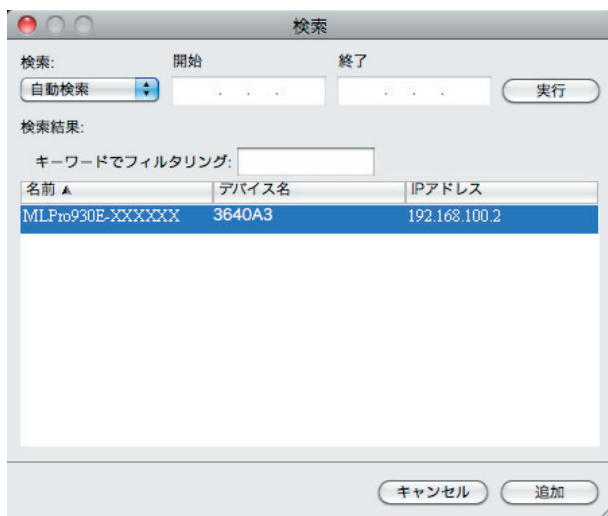 検索
検索: 開始 終了
自動検索 . . . . . . 実行
検索結果:
キーワードでフィルタリング:
名前 デバイス名 IPアドレス
MLPro930E-XXXXXX 3640A3 192.168.100.2
キャンセル 追加